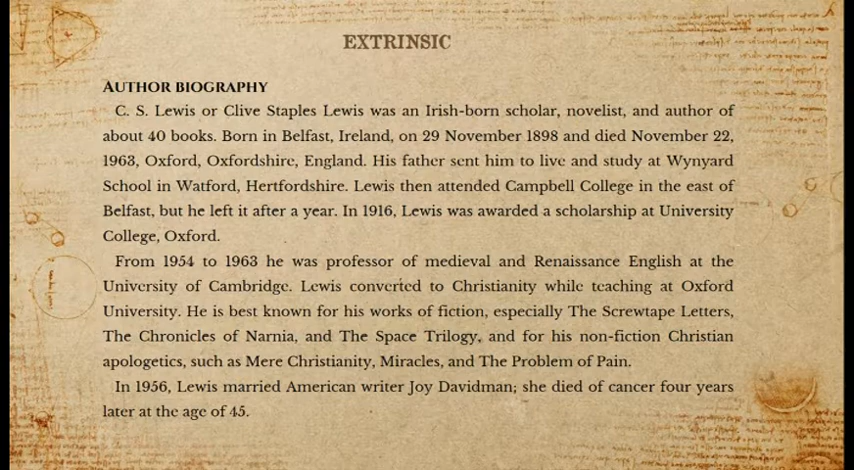 EXTRINSIC
AUTHOR BIOGRAPHY
C. S. Lewis or Clive Staples Lewis was an Irish-born scholar, novelist, and author of
about 40 books. Born in Belfast, Ireland, on 29 November 1898 and died November 22,
1963, Oxford, Oxfordshire, England. His father sent him to live and study at Wynyard
School in Watford, Hertfordshire. Lewis then attended Campbell College in the east of
Belfast, but he left it after a year. In 1916, Lewis was awarded a scholarship at University
College, Oxford.
From 1954 to 1963 he was professor of medieval and Renaissance English at the
University of Cambridge. Lewis converted to Christianity while teaching at Oxford
University. He is best known for his works of fiction, especially The Screwtape Letters,
The Chronicles of Narnia, and The Space Trilogy, and for his non-fiction Christian
apologetics, such as Mere Christianity, Miracles, and The Problem of Pain.
In 1956, Lewis married American writer Joy Davidman; she died of cancer four years
later at the age of 45.